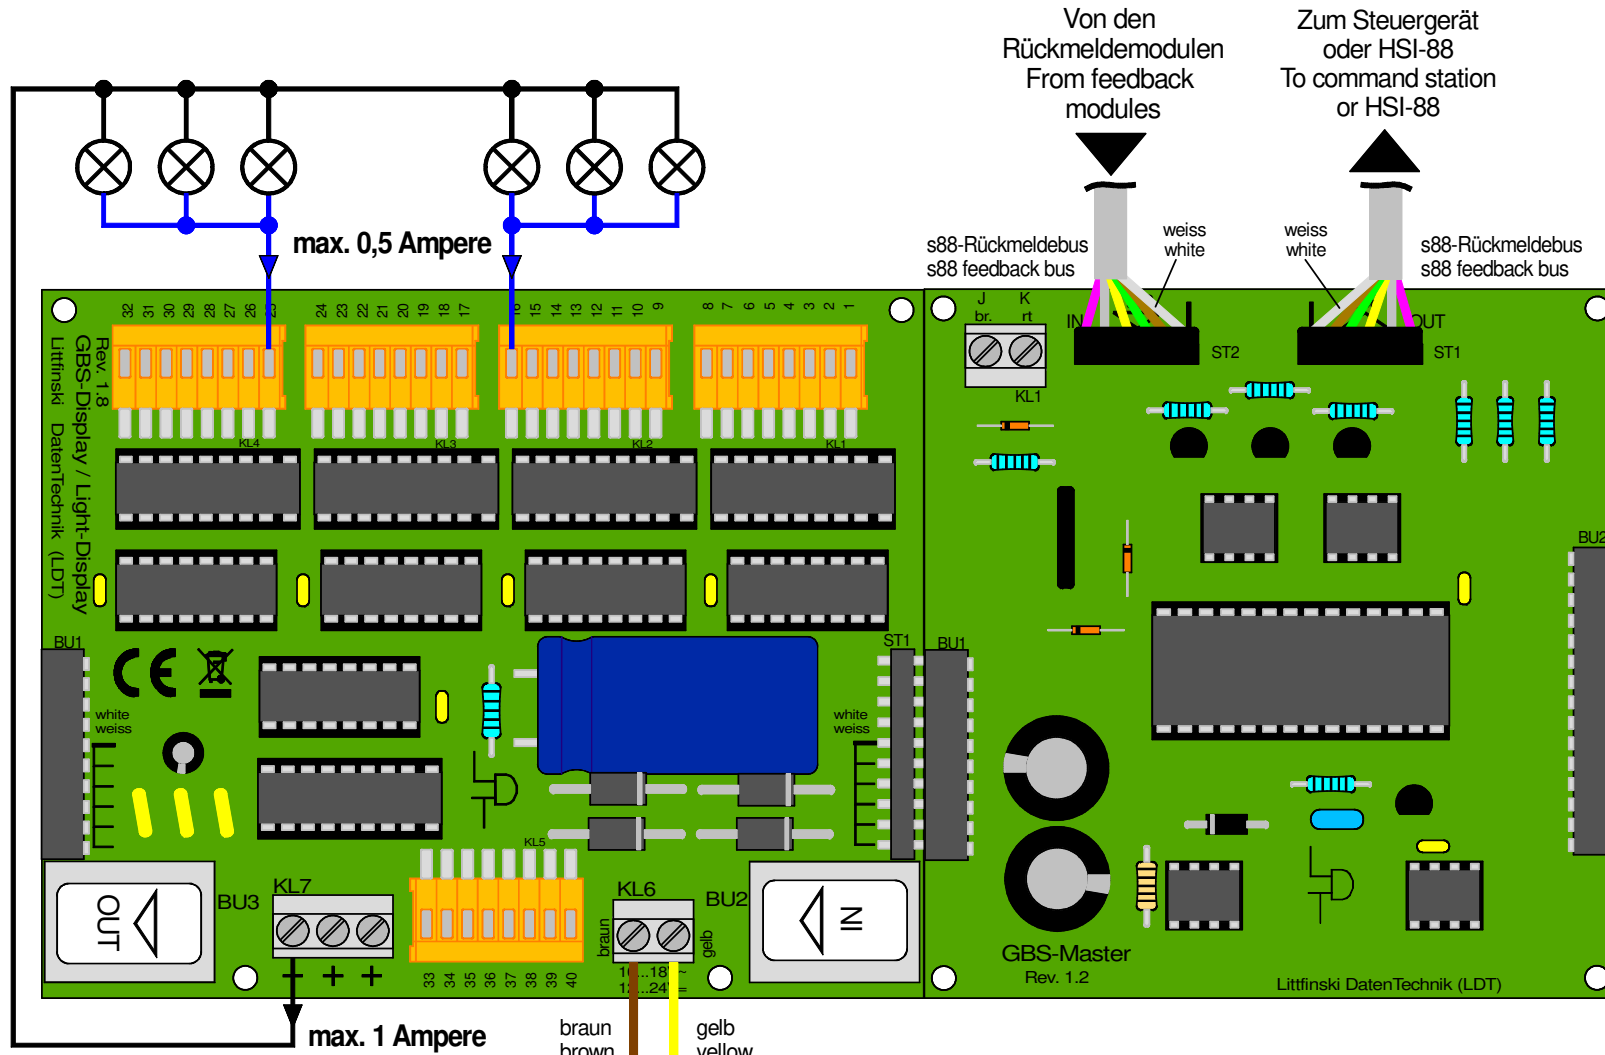 Von den
Rückmeldemodulen
From feedback
modules
Zum Steuergerät
oder HSI-88
To command station
or HSI-88
max. 0,5 Ampere
s88-Rückmeldebus
s88 feedback bus
weiss
white
weiss
white
s88-Rückmeldebus
s88 feedback bus
32 31 30 29 28 27 26 25
24 23 22 21 20 19 18 17
16 15 14 13 12 11 10 9
8 7 6 5 4 3 2 1
J K
br. rt
IN
OUT
ST2
ST1
KL1
Rev. 1.8
GBS-Display / Light-Display
Littfinski DatenTechnik (LDT)
KL4
KL3
KL2
KL1
BU2
BU1
ST1
BU1
CE
white
weiss
white
weiss
KL5
OUT
BU3
KL7
KL6
BU2
IN
braun
gelb
+ + +
33 34 35 36 37 38 39 40
10...18V~
12...24V=
GBS-Master
Rev. 1.2
Littfinski DatenTechnik (LDT)
max. 1 Ampere
braun
brown
gelb
yellow